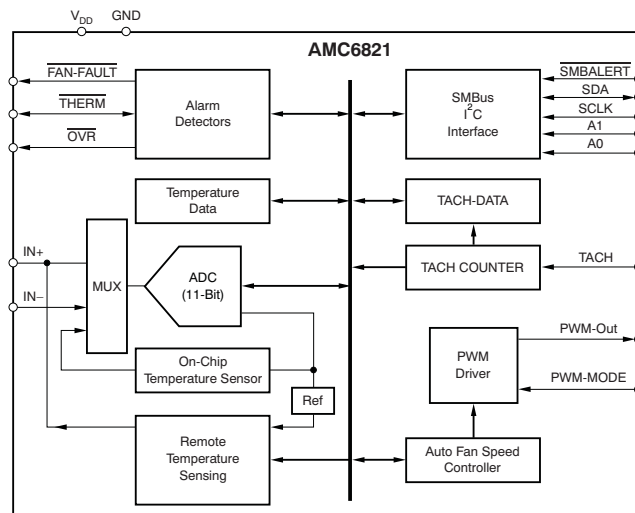 V_DD GND
AMC6821
FAN-FAULT
THERM
OVR
Alarm
Detectors
SMBus
I²C
Interface
SMBALERT
SDA
SCLK
A1
A0
Temperature
Data
TACH-DATA
IN+
IN–
MUX
ADC
(11-Bit)
TACH COUNTER
TACH
On-Chip
Temperature Sensor
Ref
PWM
Driver
PWM-Out
PWM-MODE
Remote
Temperature
Sensing
Auto Fan Speed
Controller